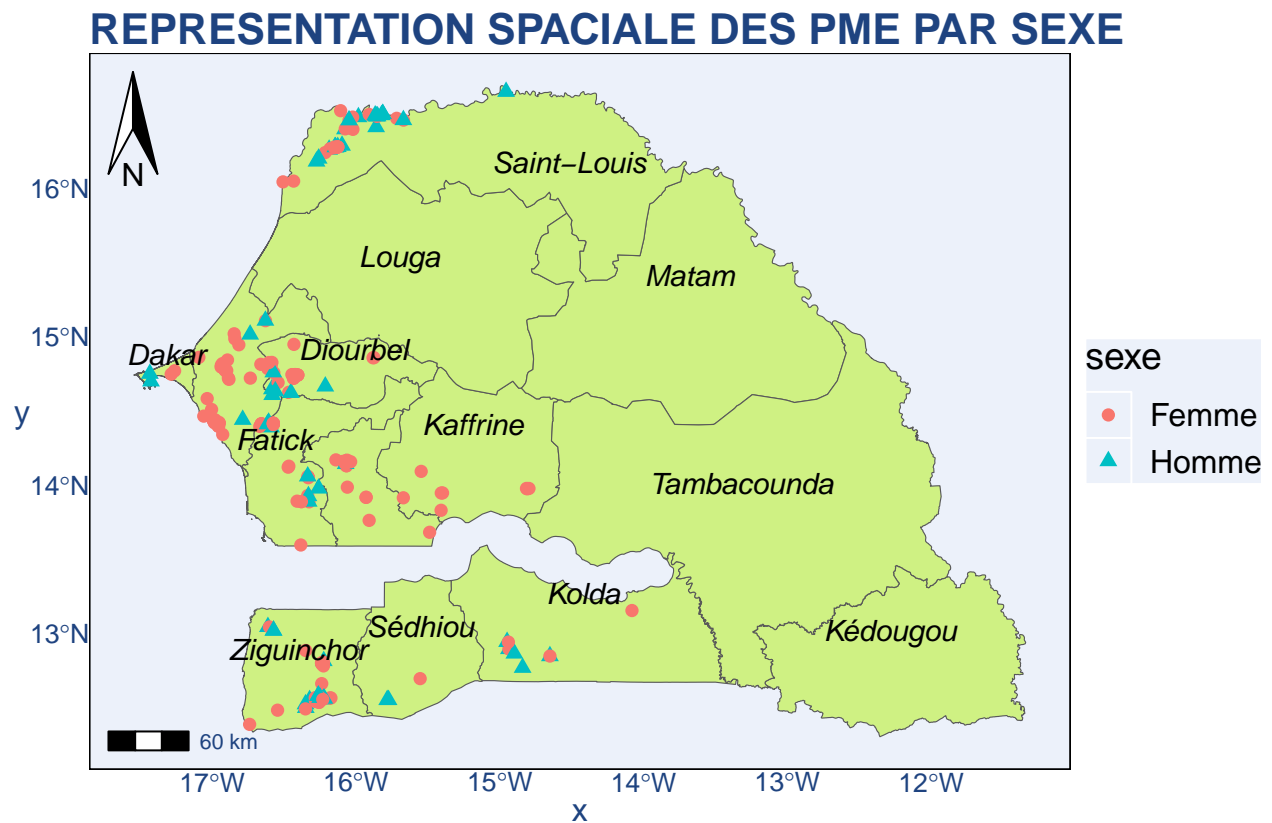 REPRESENTATION SPACIALE DES PME PAR SEXE
N
Saint−Louis
16°N
Louga
Matam
15°N
Dakar
Diourbel
sexe
y
Femme
Kaffrine
Fatick
Homme
14°N
Tambacounda
Kolda
13°N
Sédhiou
Kédougou
Ziguinchor
60 km
17°W 16°W 15°W 14°W 13°W 12°W
x